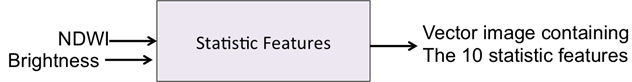 NDWI
Brightness
Statistic Features
Vector image containing
The 10 statistic features